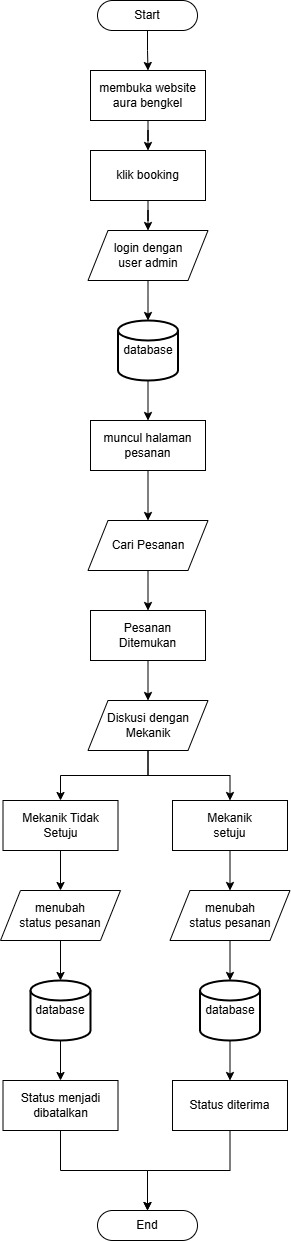 Start
membuka website
aura bengkel
klik booking
login dengan
user admin
database
muncul halaman
pesanan
Cari Pesanan
Pesanan
Ditemukan
Diskusi dengan
Mekanik
Mekanik Tidak
Setuju
Mekanik
setuju
menubah
status pesanan
menubah
status pesanan
database
database
Status menjadi
dibatalkan
Status diterima
End